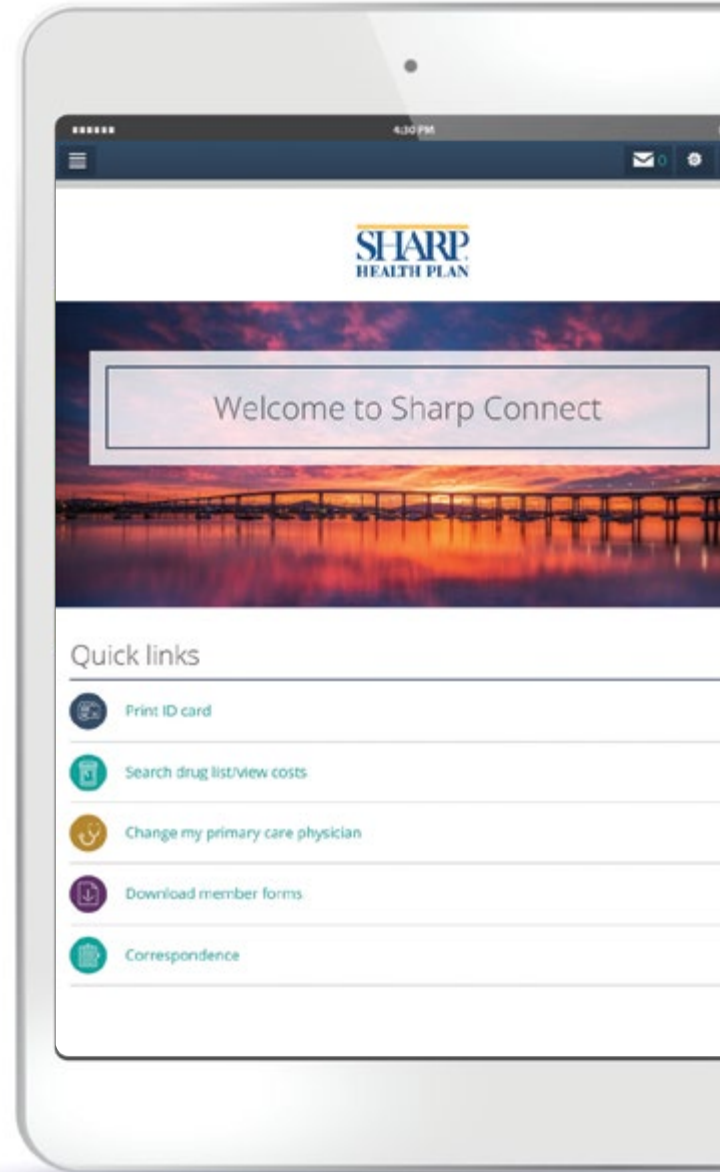 4:30 PM
0
SHARP
HEALTH PLAN
Welcome to Sharp Connect
Quick links
Print ID card
Search drug list/view costs
Change my primary care physician
Download member forms
Correspondence